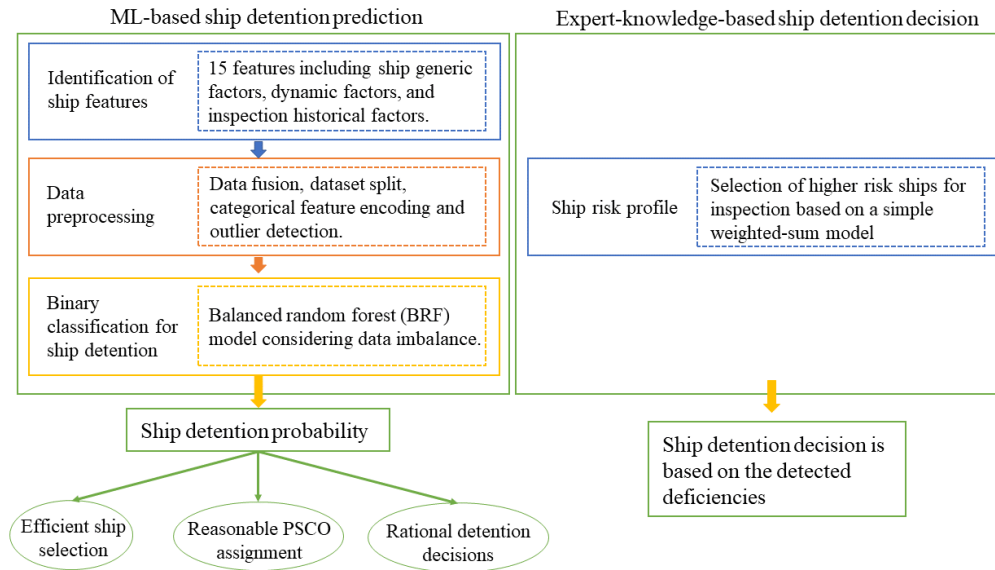 ML-based ship detention prediction
Identification of
ship features
15 features including ship generic
factors, dynamic factors, and
inspection historical factors.
Data
preprocessing
Data fusion, dataset split,
categorical feature encoding and
outlier detection.
Binary
classification for
ship detention
Balanced random forest (BRF)
model considering data imbalance.
Ship detention probability
Efficient ship
selection
Reasonable PSCO
assignment
Rational detention
decisions
Expert-knowledge-based ship detention decision
Ship risk profile
Selection of higher risk ships for
inspection based on a simple
weighted-sum model
Ship detention decision is
based on the detected
deficiencies